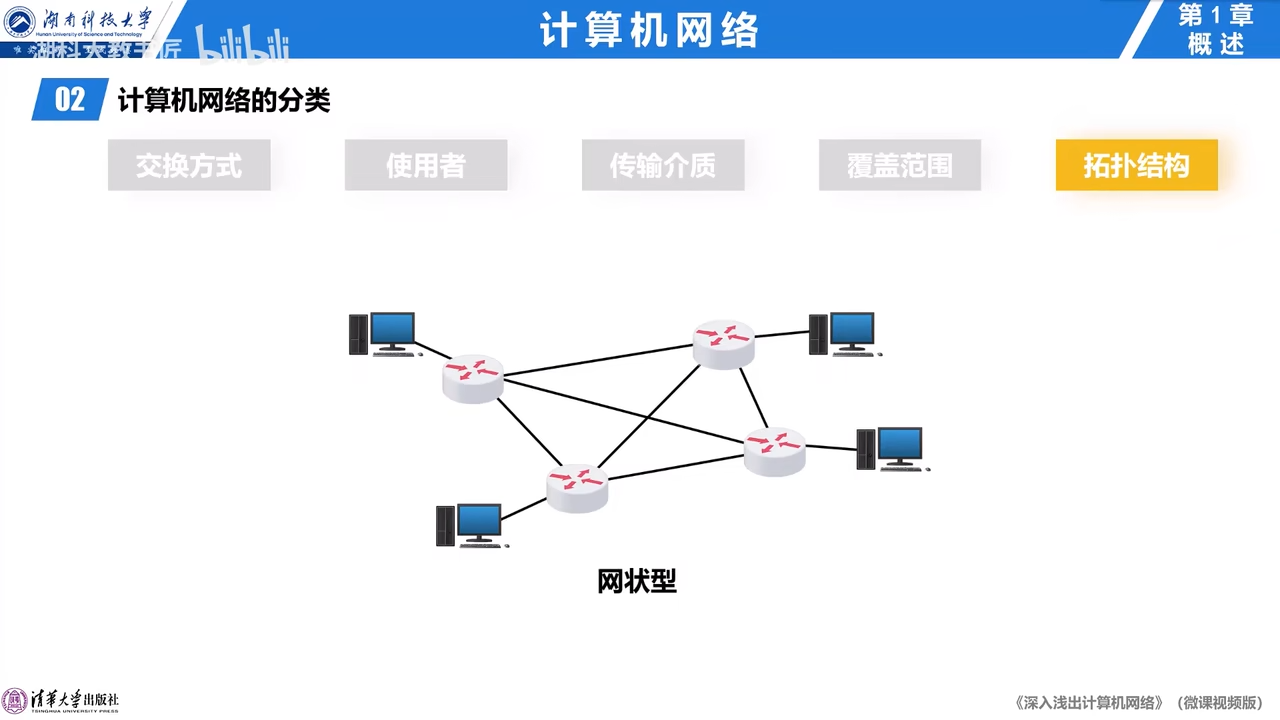 湖南科技大学
Hunan University of Science and Technology
湖科大教书匠
bilibili
计算机网络
第 1 章
概 述
02
计算机网络的分类
交换方式
使用者
传输介质
覆盖范围
拓扑结构
网状型
清华大学出版社
TSINGHUA UNIVERSITY PRESS
《深入浅出计算机网络》（微课视频版）